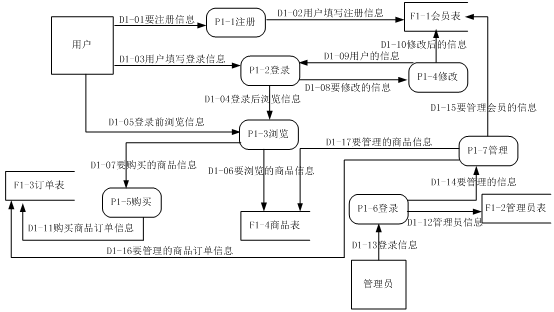 D1-01要注册信息
P1-1注册
D1-02用户填写注册信息
F1-1会员表
用户
D1-10修改后的信息
D1-03用户填写登录信息
D1-09用户的信息
P1-2登录
P1-4修改
D1-08要修改的信息
D1-04登录后浏览信息
D1-15要管理会员的信息
D1-05登录前浏览信息
P1-3浏览
D1-17要管理的商品信息
P1-7管理
D1-07要购买的商品信息
D1-06要浏览的商品信息
D1-14要管理的信息
F1-3订单表
P1-5购买
F1-4商品表
P1-6登录
F1-2管理员表
D1-11购买商品订单信息
D1-12管理员信息
D1-16要管理的商品订单信息
D1-13登录信息
管理员